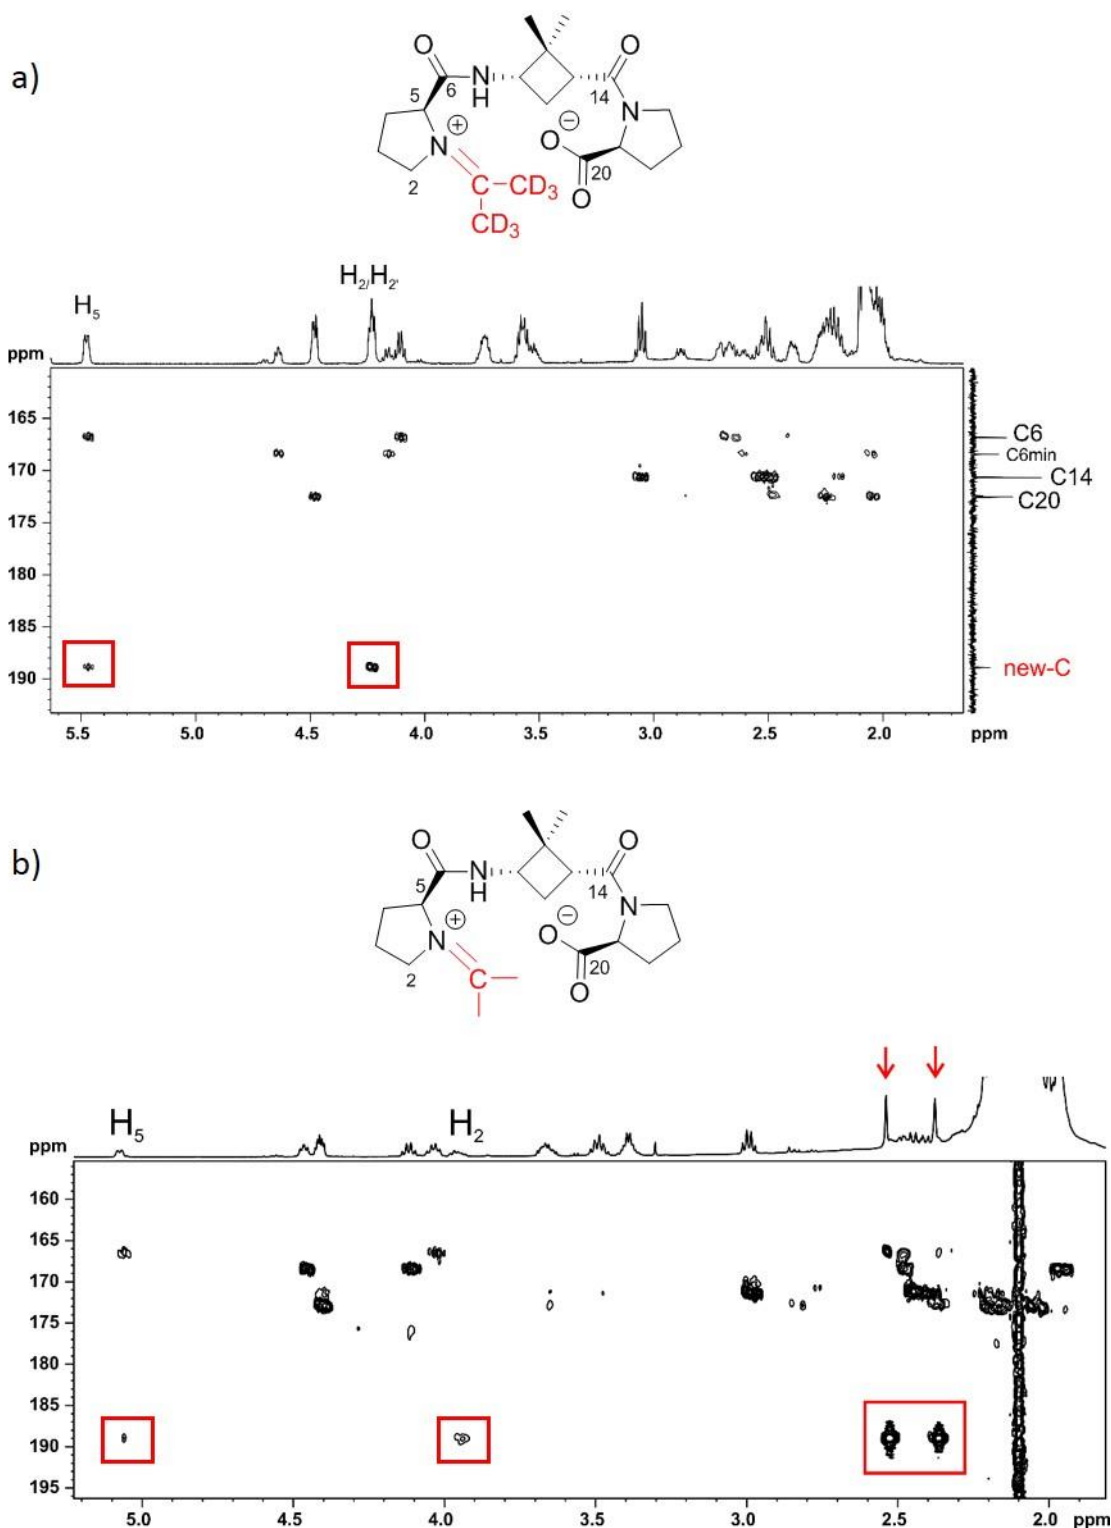 a)
O
O
6
N
H
5
14
N
⊕
N
⊖
O
20
O
2
C
CD3
CD3
H5
H2/H2'
ppm
165
170
175
180
185
190
C6
C6min
C14
C20
new-C
5.5
5.0
4.5
4.0
3.5
3.0
2.5
2.0
ppm
b)
O
O
N
H
5
14
N
⊕
N
⊖
O
20
O
2
C
H5
H2
ppm
160
165
170
175
180
185
190
195
5.0
4.5
4.0
3.5
3.0
2.5
2.0
ppm